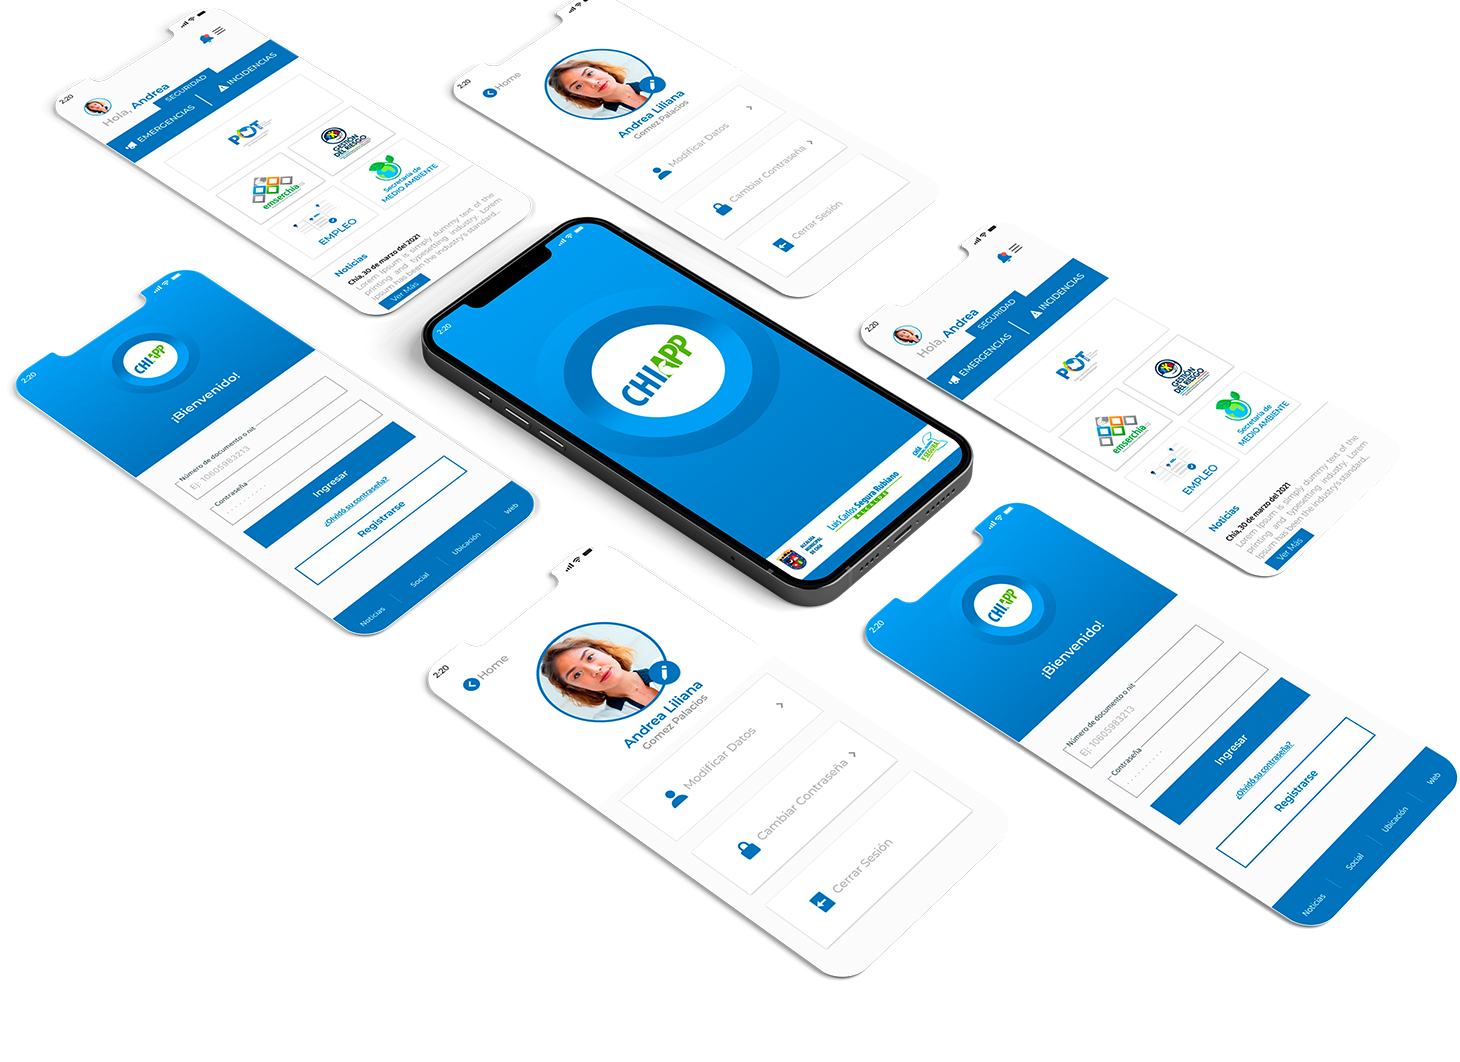 2:20
Hola, Andrea
SEGURIDAD
EMERGENCIAS
INCIDENCIAS
POT
GESTIÓN
DEL RIESGO
emserchía
Secretaría de
MEDIO AMBIENTE
EMPLEO
Noticias
Chía, 30 de marzo del 2021
Lorem Ipsum is simply dummy text of the
printing and typesetting industry. Lorem
Ipsum has been the industry's standard...
Ver Más
2:20
Home
Andrea Liliana
Gomez Palacios
Modificar Datos
Cambiar Contraseña
Cerrar Sesión
2:20
CHIAPP
¡Bienvenido!
Número de documento o nit
Ej: 10605983213
Contraseña
Ingresar
¿Olvidó su contraseña?
Registrarse
Noticias
Social
Ubicación
Web
2:20
CHIAPP
ALCALDÍA
MUNICIPAL
DE CHÍA
Luis Carlos Segura Rubiano
ALCALDE
CHÍA
Y SEGURA
2:20
Hola, Andrea
SEGURIDAD
EMERGENCIAS
INCIDENCIAS
POT
GESTIÓN
DEL RIESGO
emserchía
Secretaría de
MEDIO AMBIENTE
EMPLEO
Noticias
Chía, 30 de marzo del 2021
Lorem Ipsum is simply dummy text of the
printing and typesetting industry. Lorem
Ipsum has been the industry's standard...
Ver Más
2:20
Home
Andrea Liliana
Gomez Palacios
Modificar Datos
Cambiar Contraseña
Cerrar Sesión
2:20
CHIAPP
¡Bienvenido!
Número de documento o nit
Ej: 10605983213
Contraseña
Ingresar
¿Olvidó su contraseña?
Registrarse
Noticias
Social
Ubicación
Web